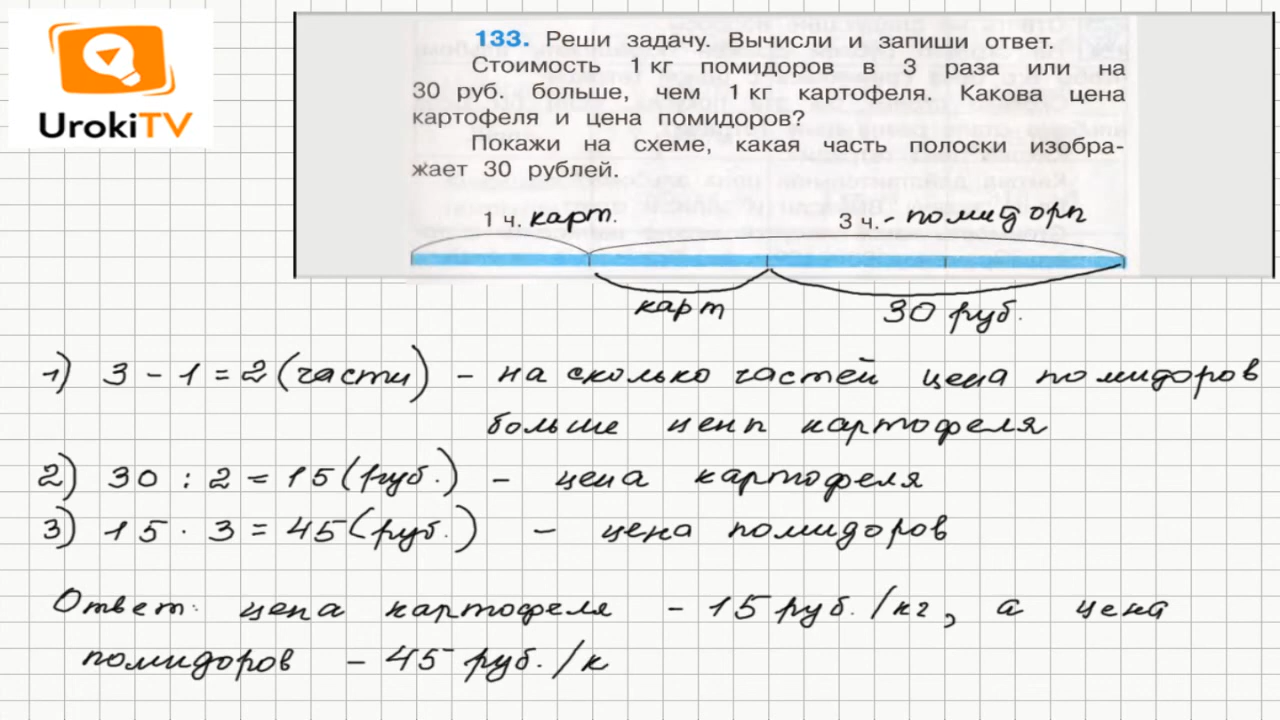 UrokiTV
133. Реши задачу. Вычисли и запиши ответ.
Стоимость 1 кг помидоров в 3 раза или на
30 руб. больше, чем 1 кг картофеля. Какова цена
картофеля и цена помидоров?
Покажи на схеме, какая часть полоски изобра-
жает 30 рублей.
1 ч. карт. 3 ч. - помидорп
карт 30 руб.
1) 3 - 1 = 2 (части) - на сколько частей цена помидоров
больше ценп картофеля
2) 30 : 2 = 15 (руб.) - цена картофеля
3) 15 · 3 = 45 (руб.) - цена помидоров
Ответ: цена картофеля - 15 руб./кг, а цена
помидоров - 45 руб./к